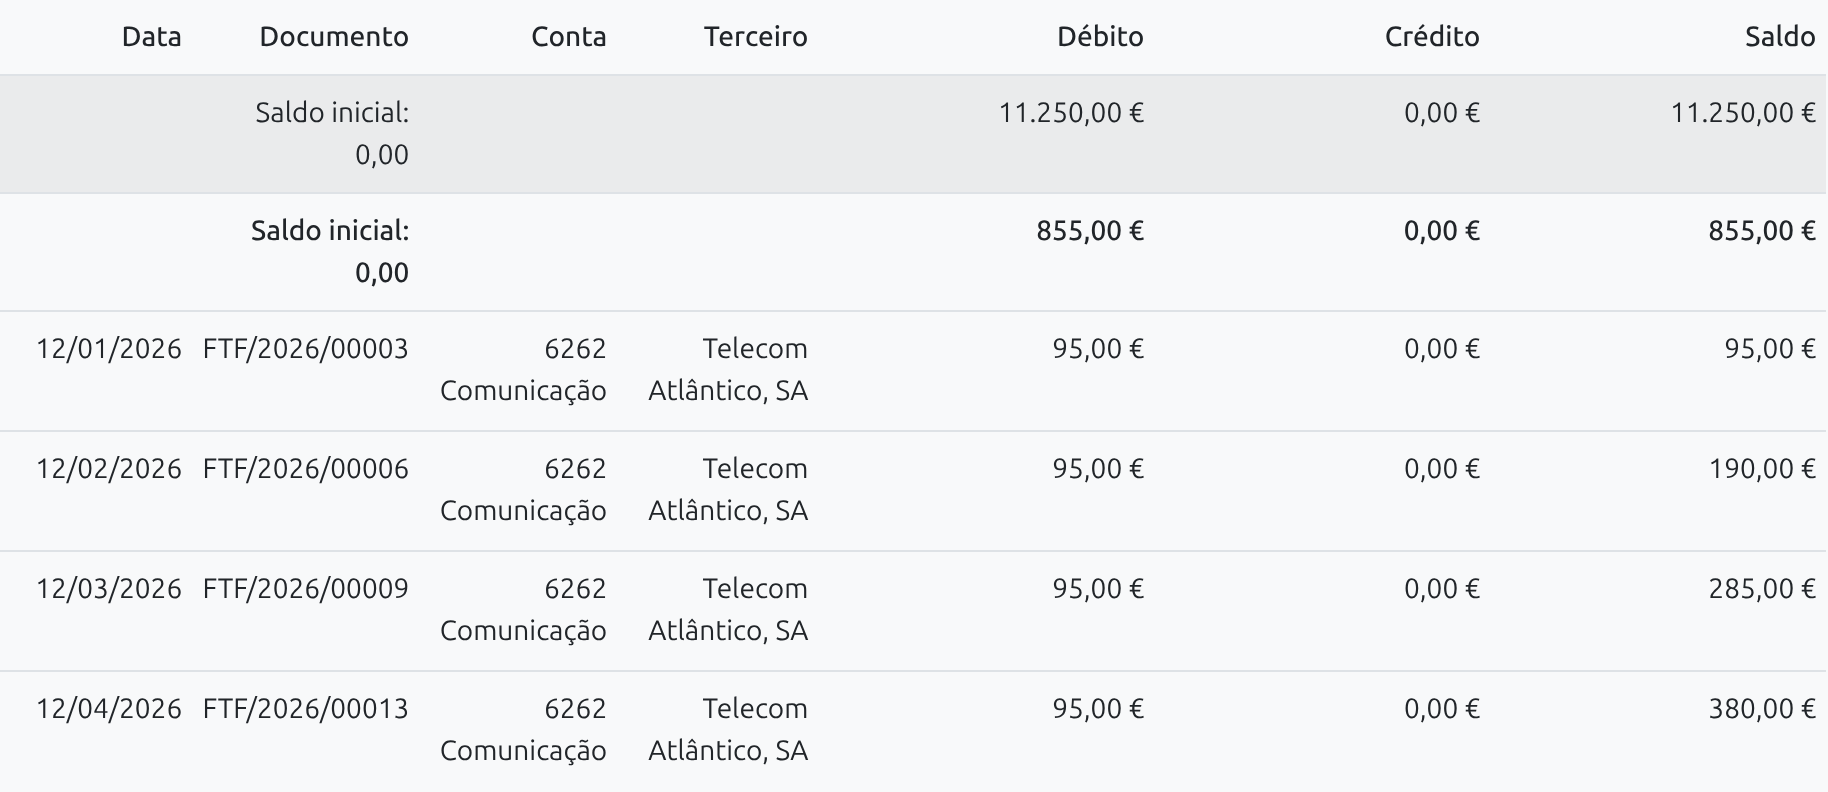 Data Documento Conta Terceiro Débito Crédito Saldo
Saldo inicial: 11.250,00 € 0,00 € 11.250,00 €
0,00
Saldo inicial: 855,00 € 0,00 € 855,00 €
0,00
12/01/2026 FTF/2026/00003 6262 Telecom 95,00 € 0,00 € 95,00 €
Comunicação Atlântico, SA
12/02/2026 FTF/2026/00006 6262 Telecom 95,00 € 0,00 € 190,00 €
Comunicação Atlântico, SA
12/03/2026 FTF/2026/00009 6262 Telecom 95,00 € 0,00 € 285,00 €
Comunicação Atlântico, SA
12/04/2026 FTF/2026/00013 6262 Telecom 95,00 € 0,00 € 380,00 €
Comunicação Atlântico, SA